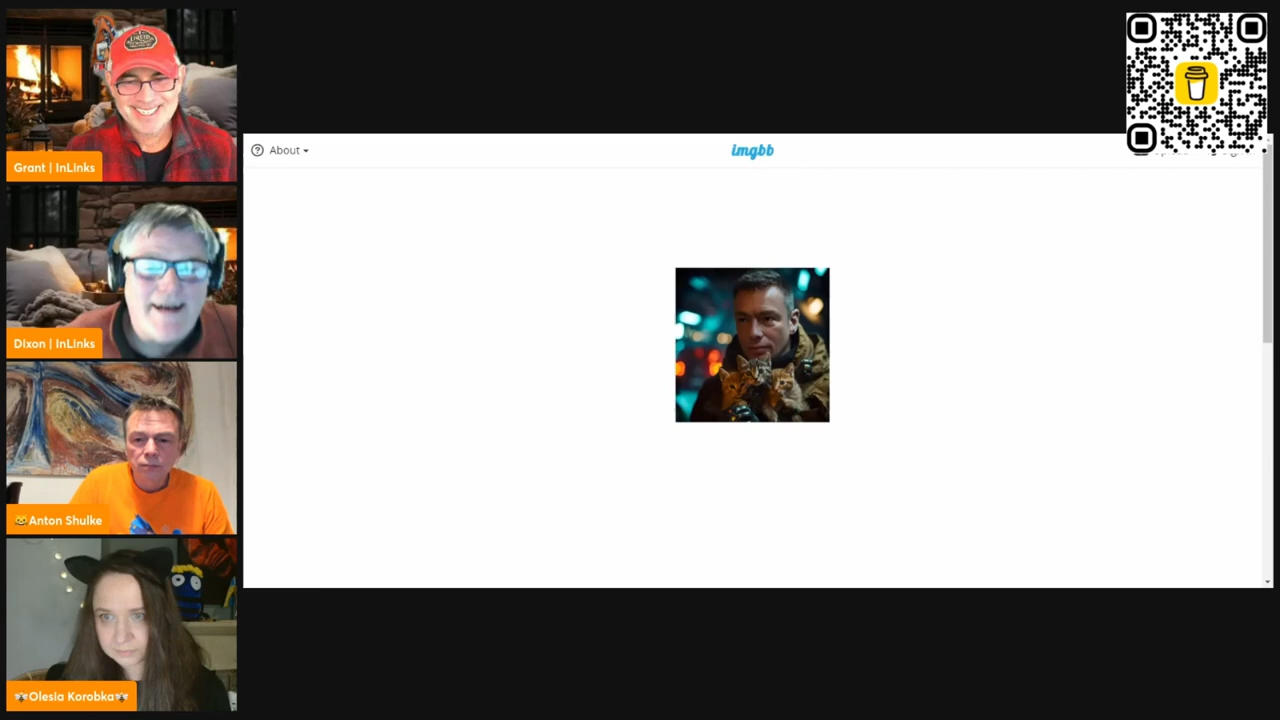 Grant | InLinks
Dixon | InLinks
😸Anton Shulke
🐝Olesia Korobka🐝
About
imgbb